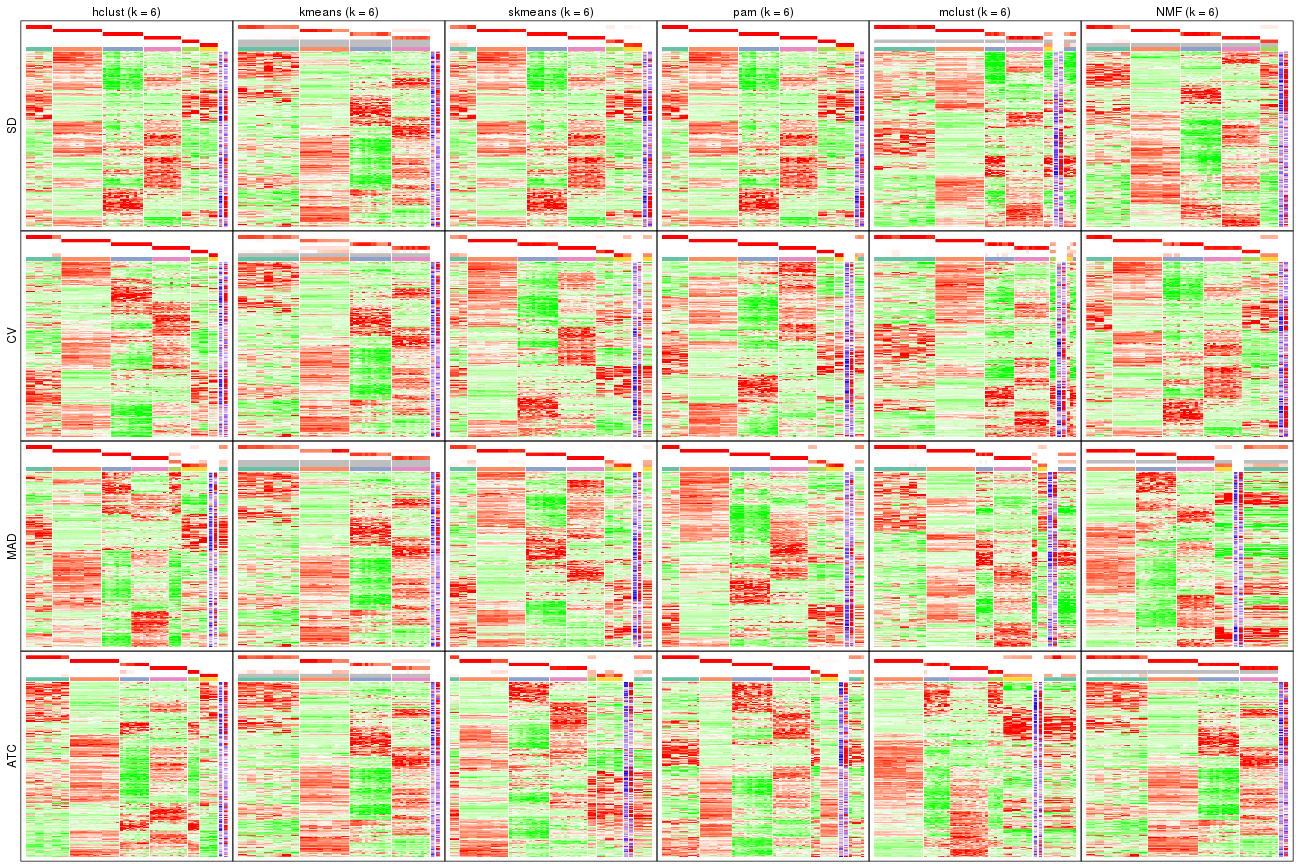 hclust (k = 6) kmeans (k = 6) skmeans (k = 6) pam (k = 6) mclust (k = 6) NMF (k = 6)
SD
CV
MAD
ATC